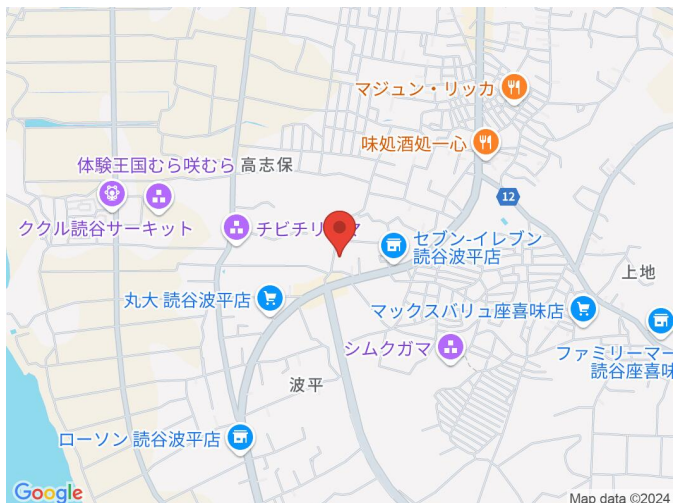 マジュン・リッカ
味処酒処一心
体験王国むら咲むら
高志保
12
ククル読谷サーキット
チビチリ
マ
セブン-イレブン
読谷波平店
上地
丸大 読谷波平店
マックスバリュ座喜味店
シムクガマ
ファミリーマー
読谷座喜味
波平
ローソン 読谷波平店
Google
Map data ©2024